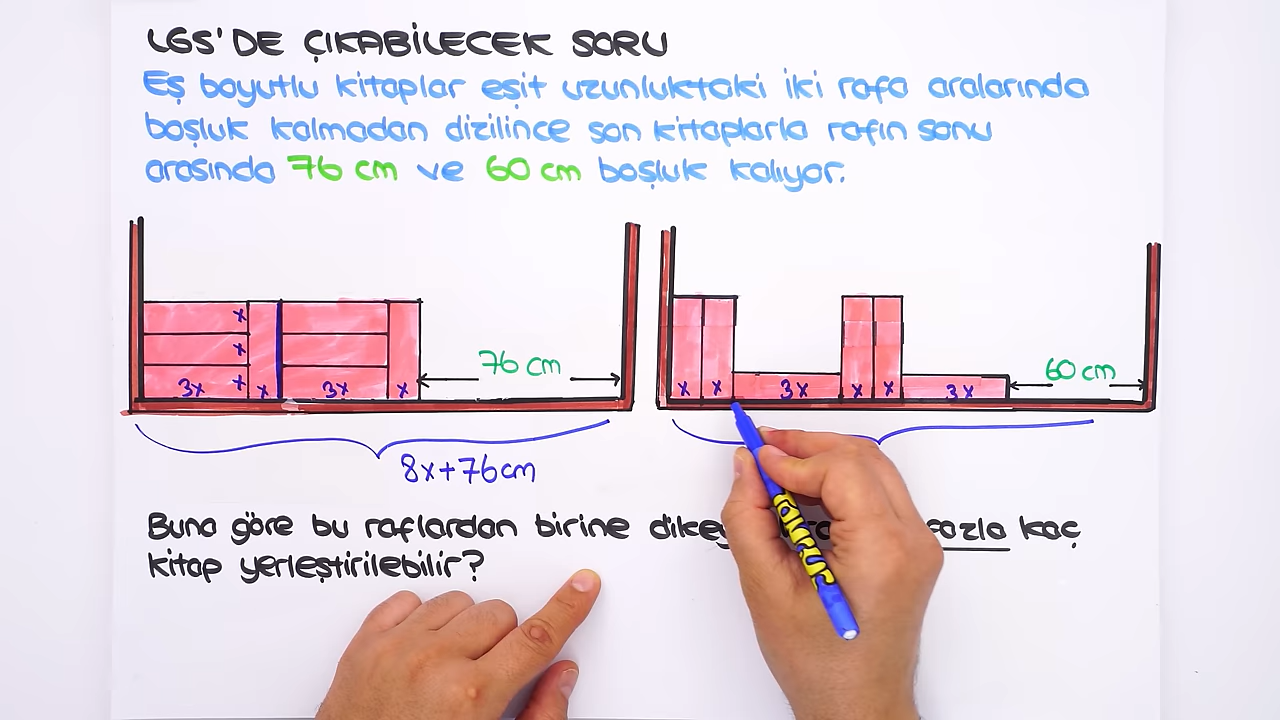 LGS'DE ÇIKABİLECEK SORU
Eş boyutlu kitaplar eşit uzunluktaki iki rafa aralarında
boşluk kalmadan dizilince son kitaplarla rafın sonu
arasında 76 cm ve 60 cm boşluk kalıyor.
x
x
3x x x 3x x
76 cm
x x 3x x x 3x
60 cm
8x+76cm
Buna göre bu raflardan birine kaç
kitap yerleştirilebilir?